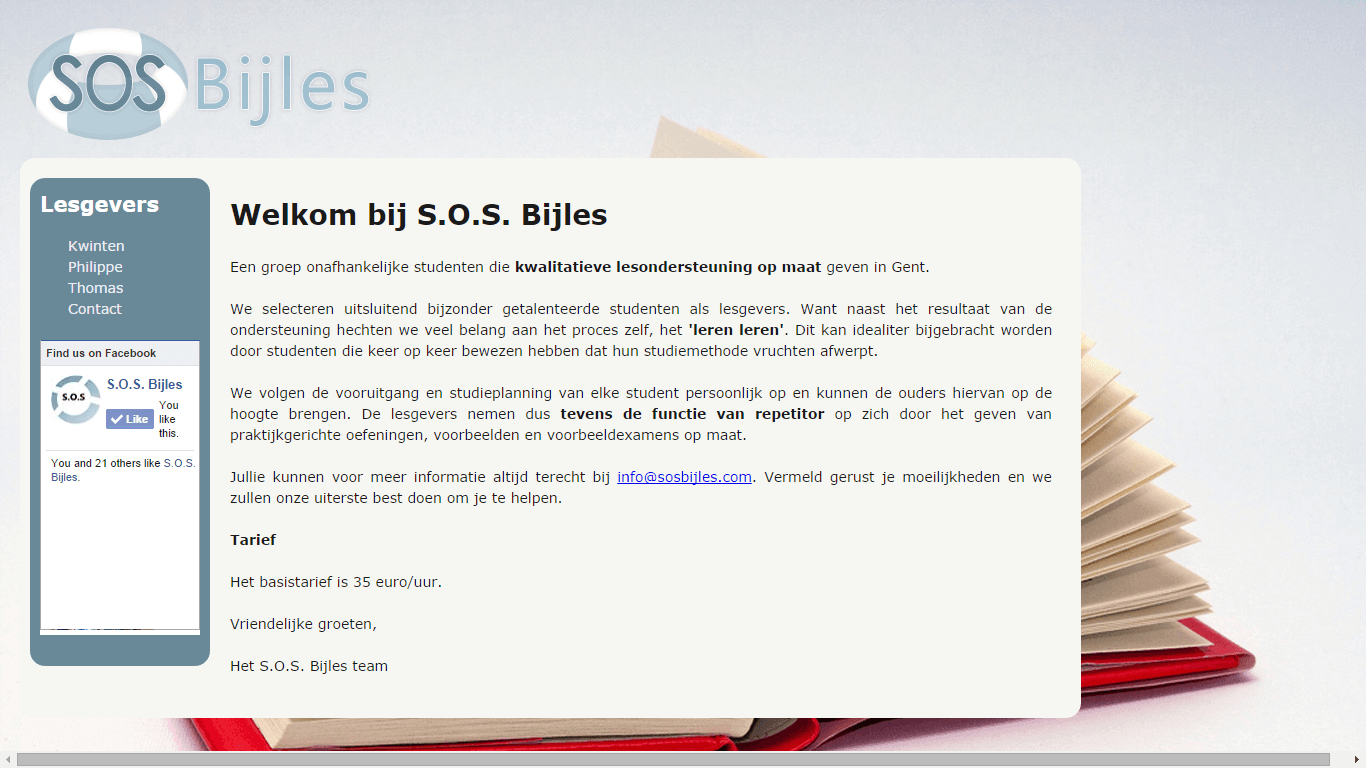 SOS Bijles
Lesgevers
Kwinten
Philippe
Thomas
Contact
Find us on Facebook
S.O.S
S.O.S. Bijles
Like
You
like
this.
You and 21 others like S.O.S.
Bijles.
Welkom bij S.O.S. Bijles
Een groep onafhankelijke studenten die kwalitatieve lesondersteuning op maat geven in Gent.
We selecteren uitsluitend bijzonder getalenteerde studenten als lesgevers. Want naast het resultaat van de
ondersteuning hechten we veel belang aan het proces zelf, het 'leren leren'. Dit kan idealiter bijgebracht worden
door studenten die keer op keer bewezen hebben dat hun studiemethode vruchten afwerpt.
We volgen de vooruitgang en studieplanning van elke student persoonlijk op en kunnen de ouders hiervan op de
hoogte brengen. De lesgevers nemen dus tevens de functie van repetitor op zich door het geven van
praktijkgerichte oefeningen, voorbeelden en voorbeeldexamens op maat.
Jullie kunnen voor meer informatie altijd terecht bij info@sosbijles.com. Vermeld gerust je moeilijkheden en we
zullen onze uiterste best doen om je te helpen.
Tarief
Het basistarief is 35 euro/uur.
Vriendelijke groeten,
Het S.O.S. Bijles team